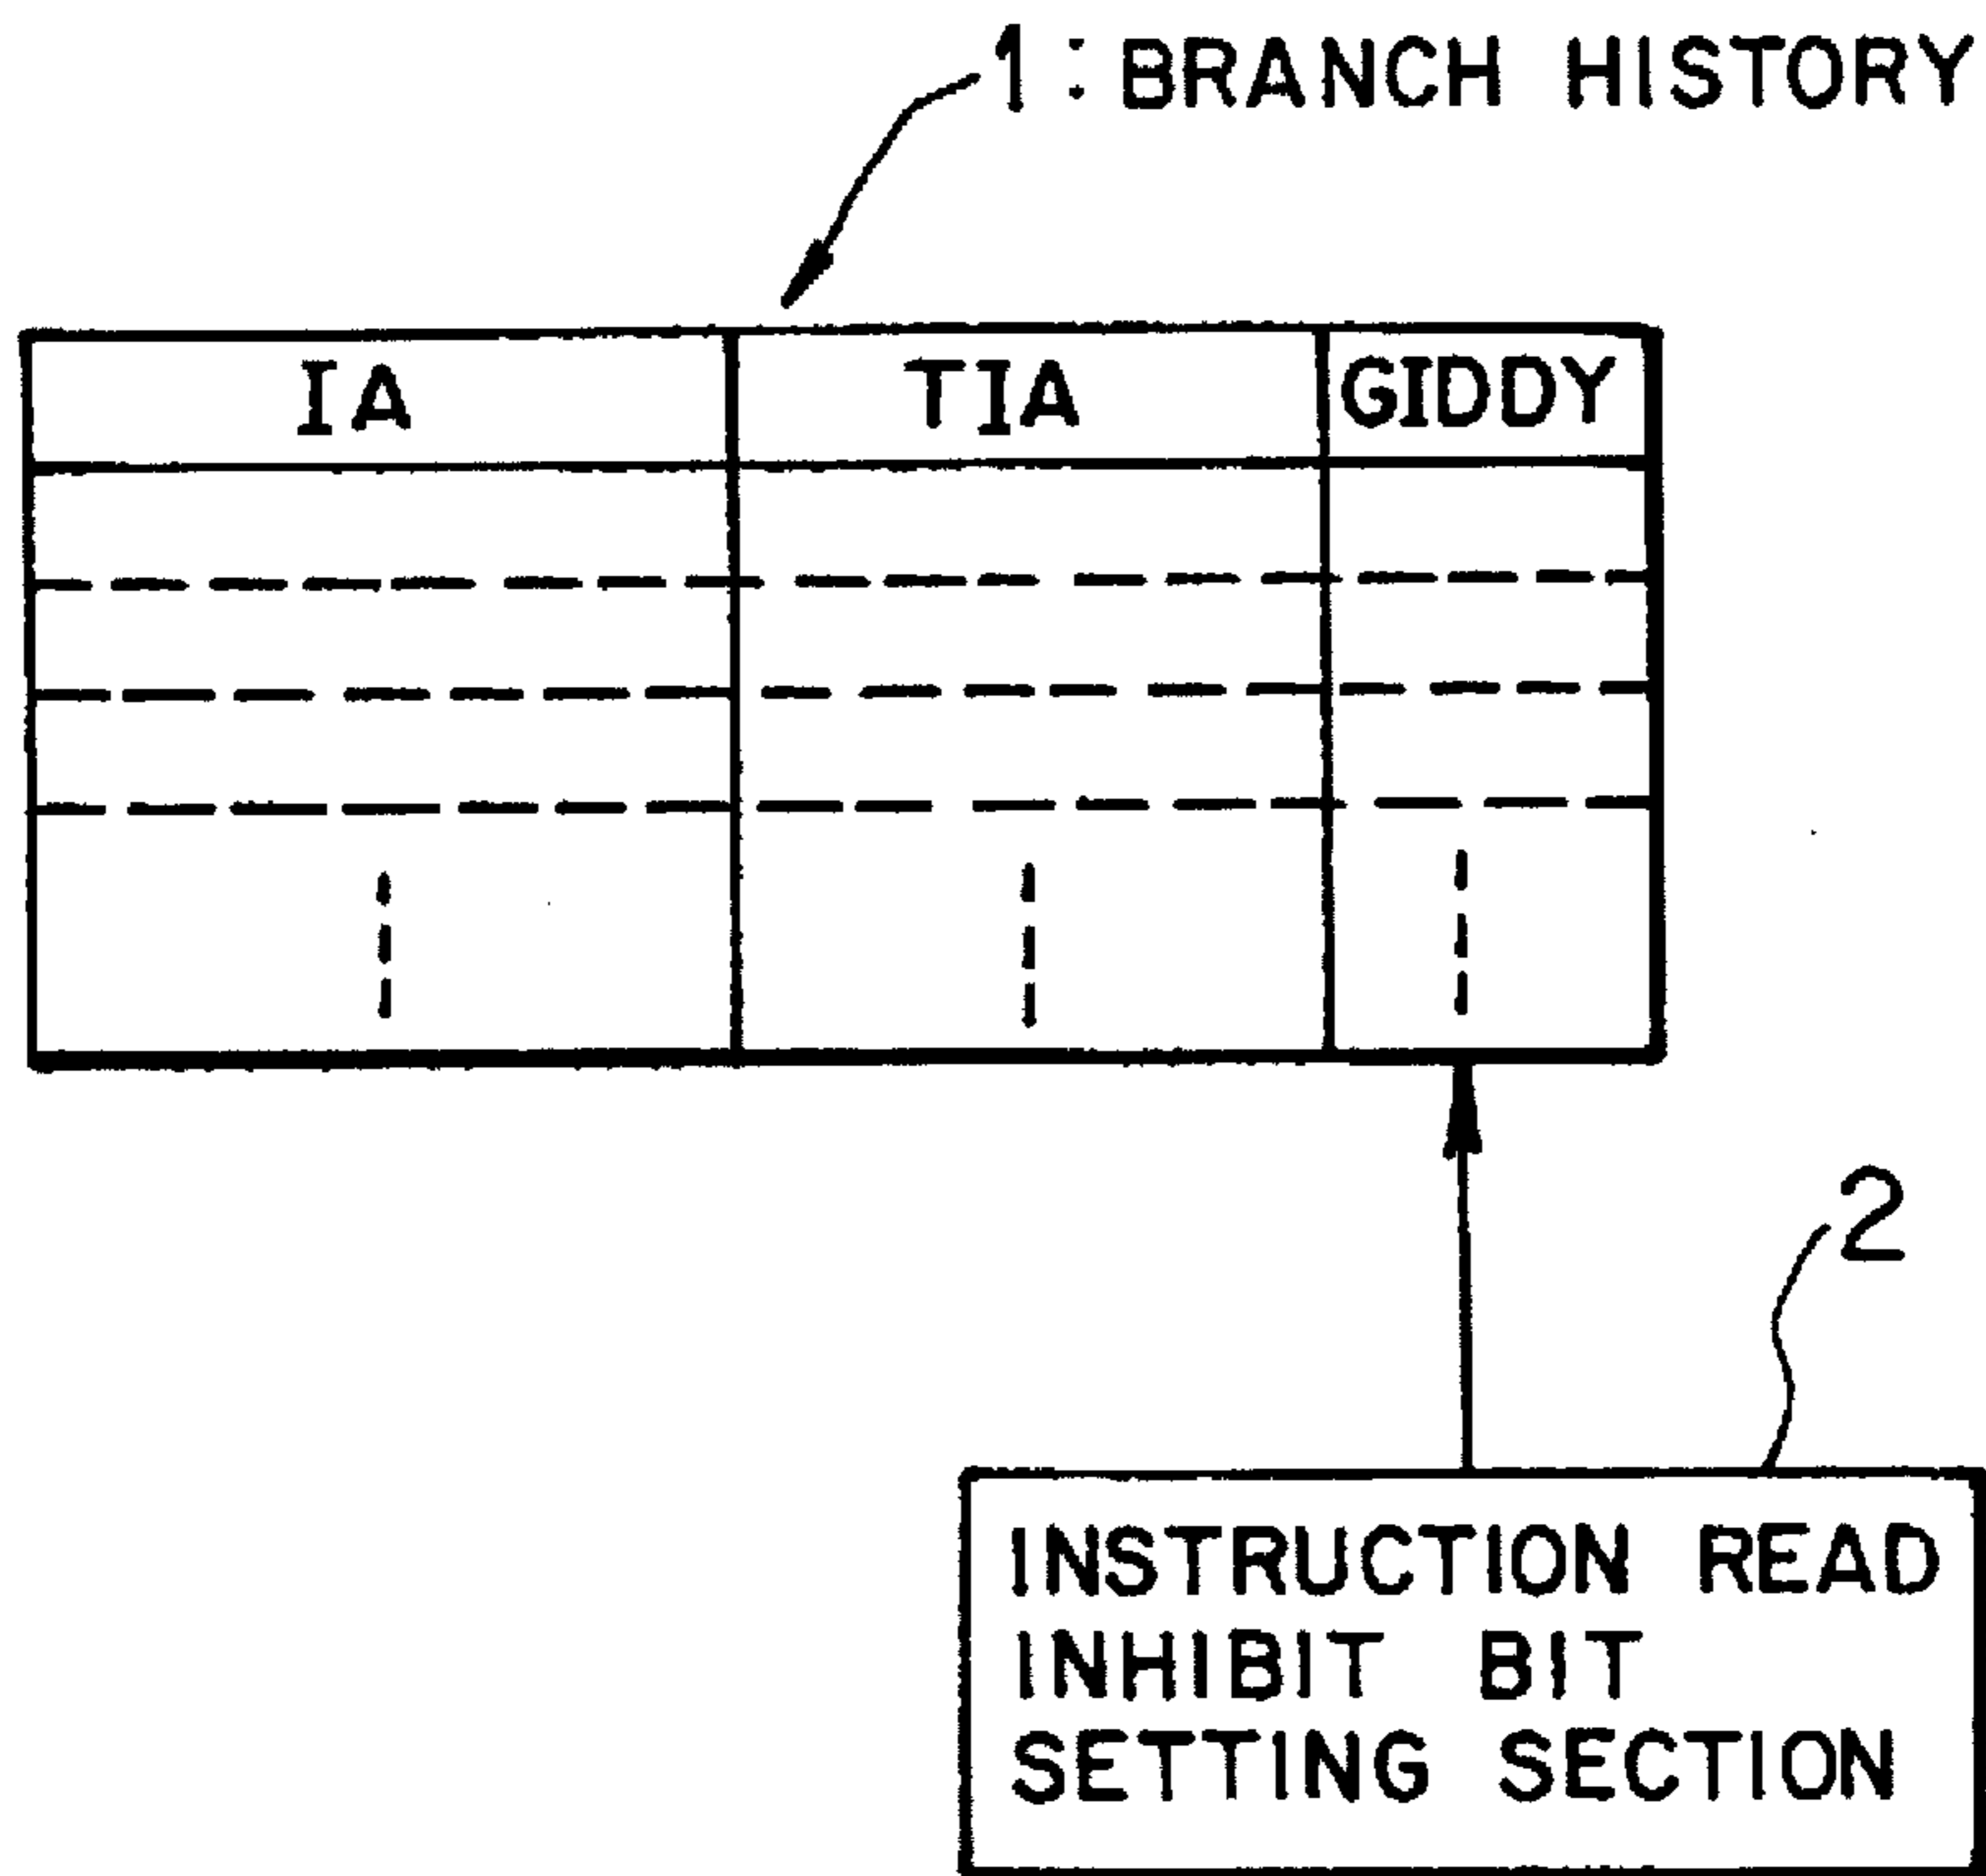 1: BRANCH HISTORY
IA TIA GIDDY
2
INSTRUCTION READ
INHIBIT BIT
SETTING SECTION